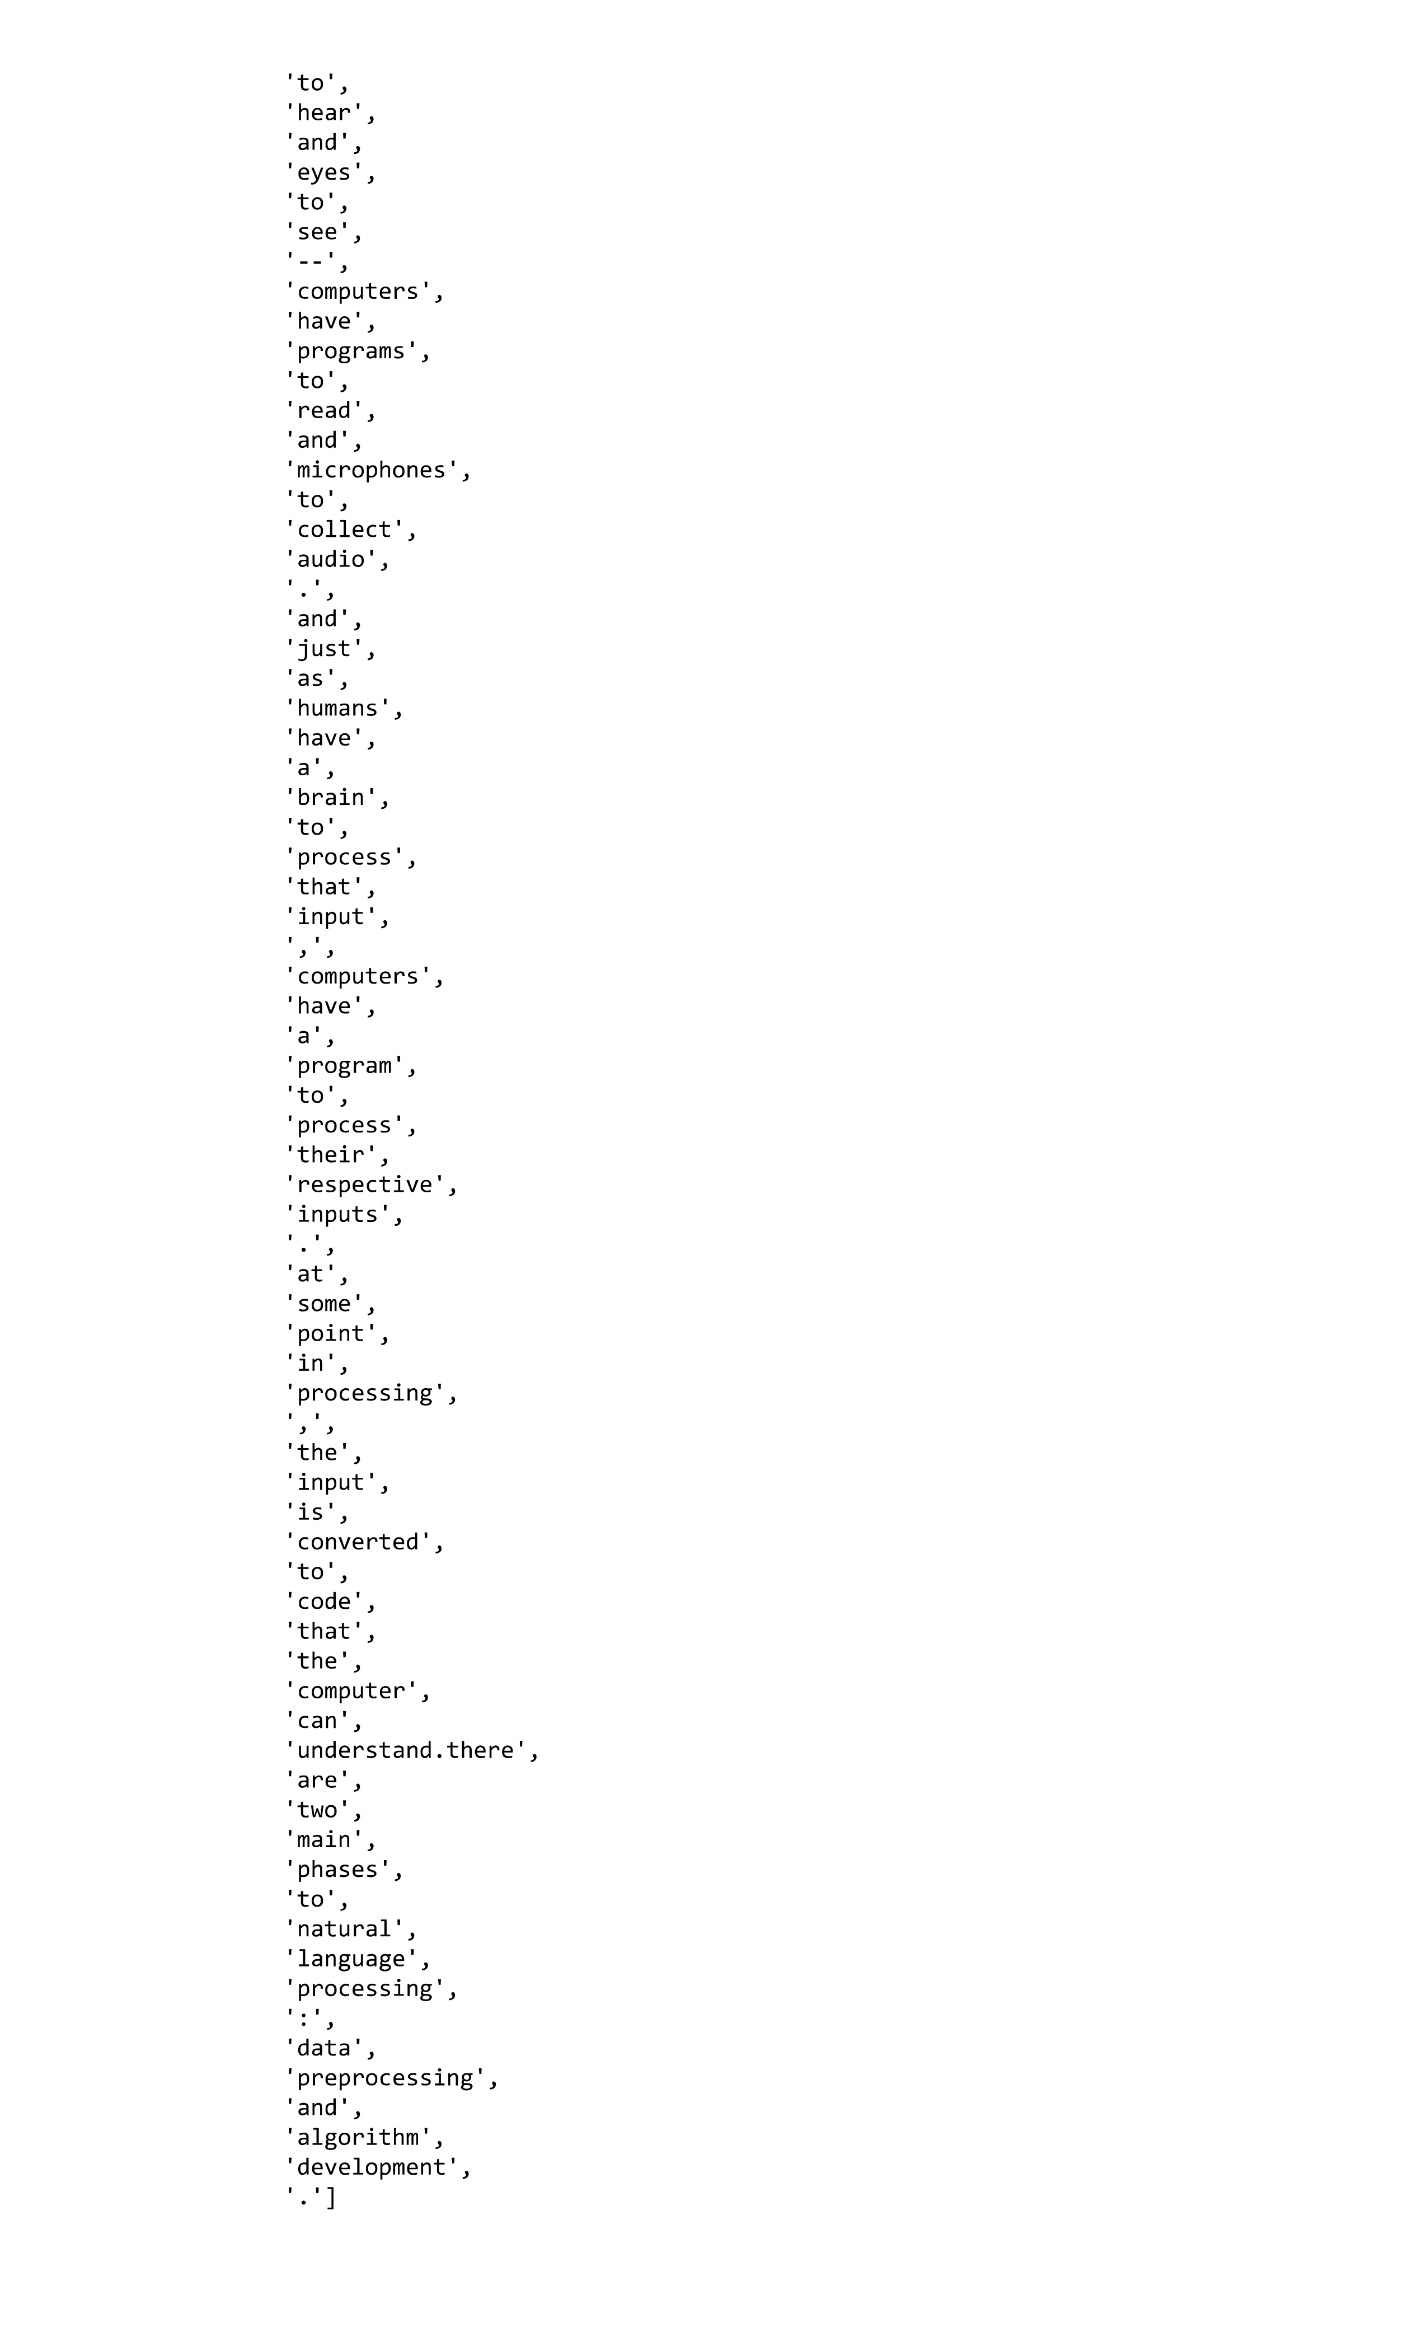 'to',
'hear',
'and',
'eyes',
'to',
'see',
'--',
'computers',
'have',
'programs',
'to',
'read',
'and',
'microphones',
'to',
'collect',
'audio',
'.',
'and',
'just',
'as',
'humans',
'have',
'a',
'brain',
'to',
'process',
'that',
'input',
',',
'computers',
'have',
'a',
'program',
'to',
'process',
'their',
'respective',
'inputs',
'.',
'at',
'some',
'point',
'in',
'processing',
',',
'the',
'input',
'is',
'converted',
'to',
'code',
'that',
'the',
'computer',
'can',
'understand.there',
'are',
'two',
'main',
'phases',
'to',
'natural',
'language',
'processing',
':',
'data',
'preprocessing',
'and',
'algorithm',
'development',
'.']